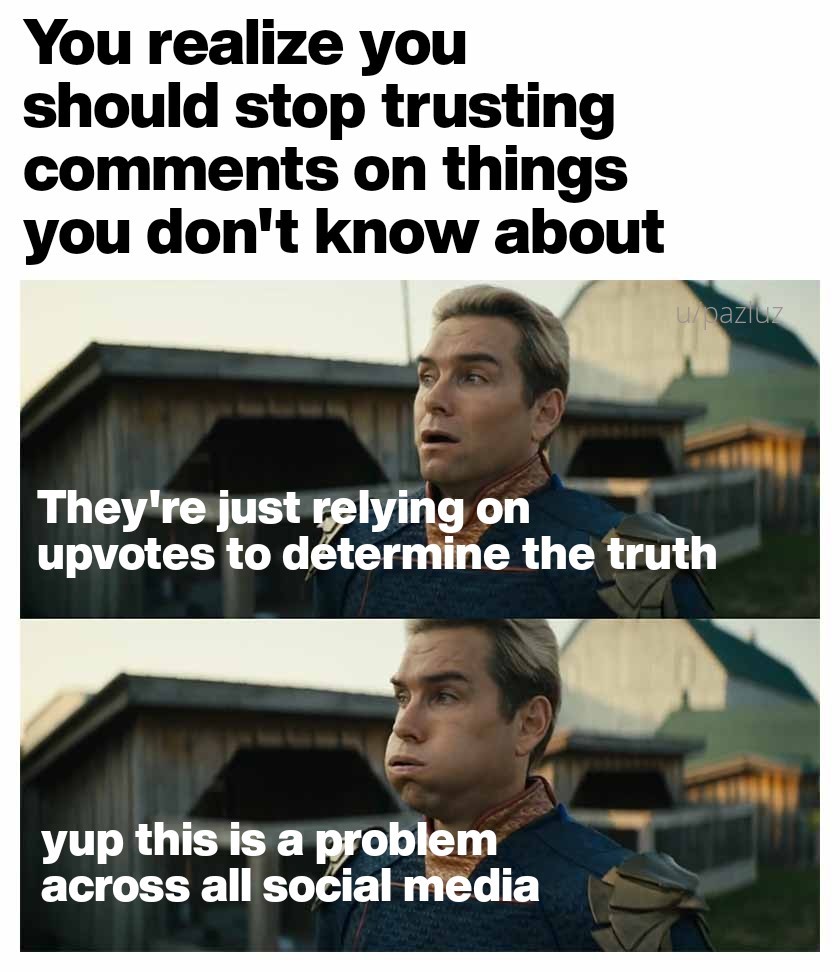 You realize you
should stop trusting
comments on things
you don't know about
u/paziuz
They're just relying on
upvotes to determine the truth
yup this is a problem
across all social media